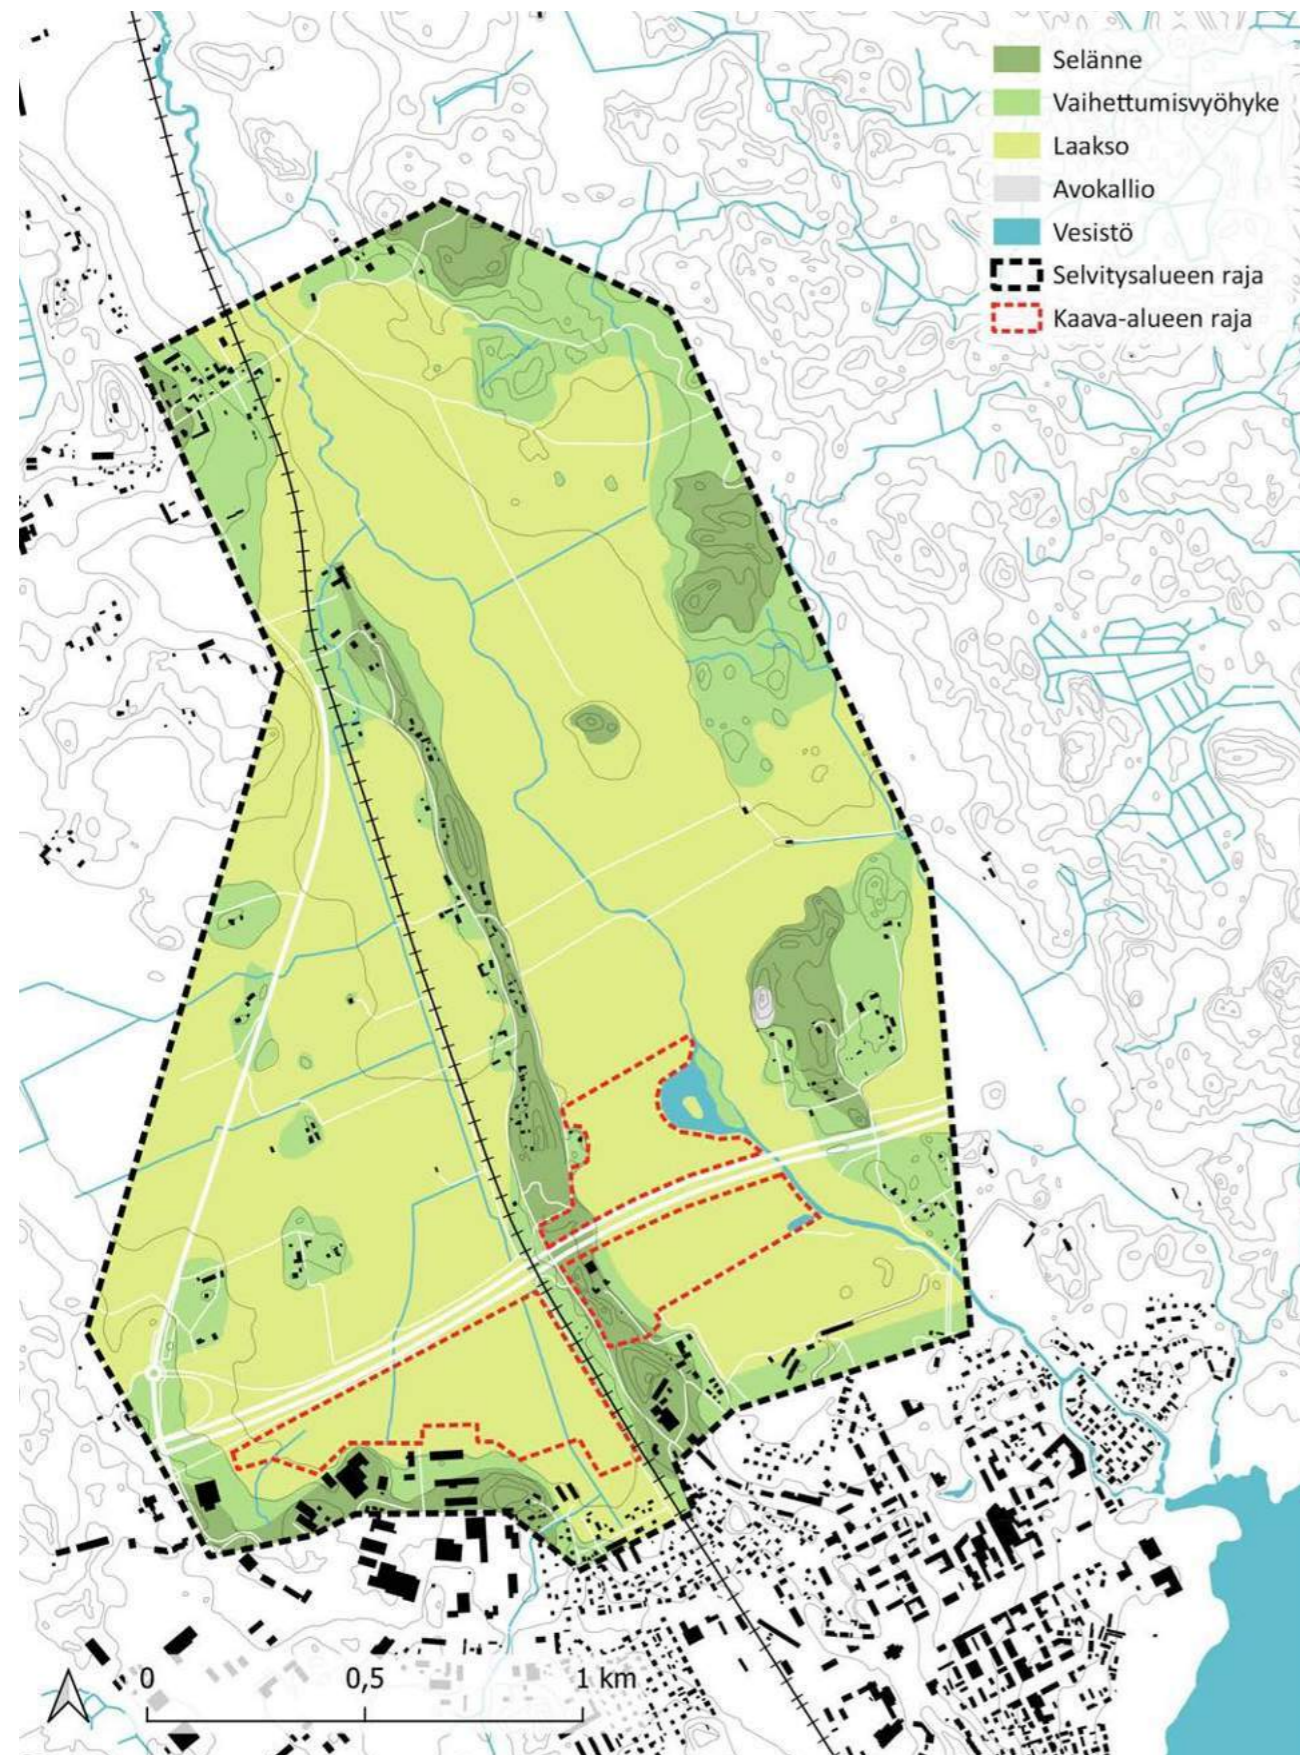 Selänne
Vaihettumisvyöhyke
Laakso
Avokallio
Vesistö
Selvitysalueen raja
Kaava-alueen raja
0 0,5 1 km